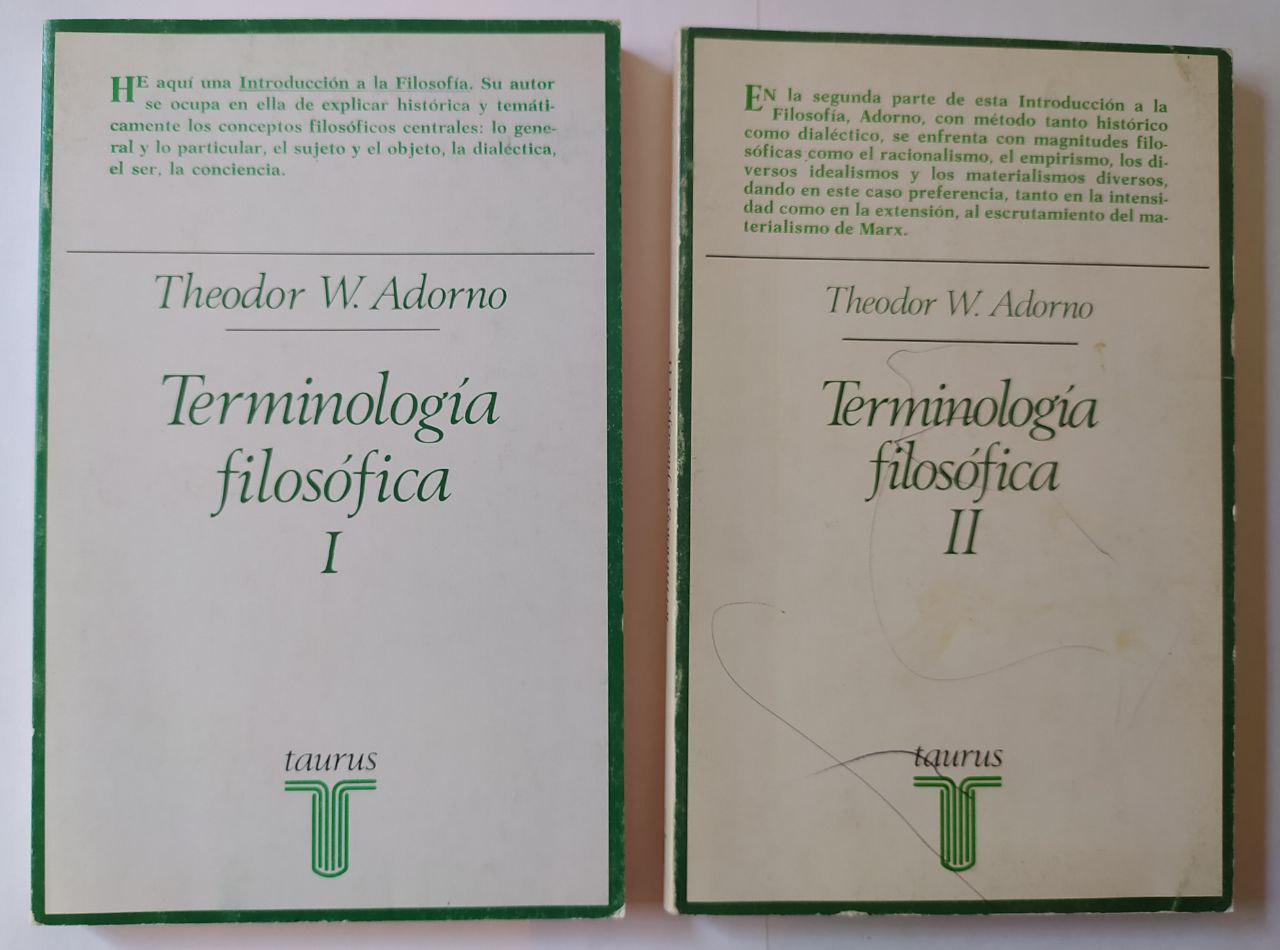 HE aquí una Introducción a la Filosofía. Su autor
se ocupa en ella de explicar histórica y temáti-
camente los conceptos filosóficos centrales: lo gene-
ral y lo particular, el sujeto y el objeto, la dialéctica,
el ser, la conciencia.
Theodor W. Adorno
Terminología
filosófica
I
taurus
EN la segunda parte de esta Introducción a la
Filosofía, Adorno, con método tanto histórico
como dialéctico, se enfrenta con magnitudes filo-
sóficas como el racionalismo, el empirismo, los di-
versos idealismos y los materialismos diversos,
dando en este caso preferencia, tanto en la intensi-
dad como en la extensión, al escrutamiento del ma-
terialismo de Marx.
Theodor W. Adorno
Terminología
filosófica
II
taurus